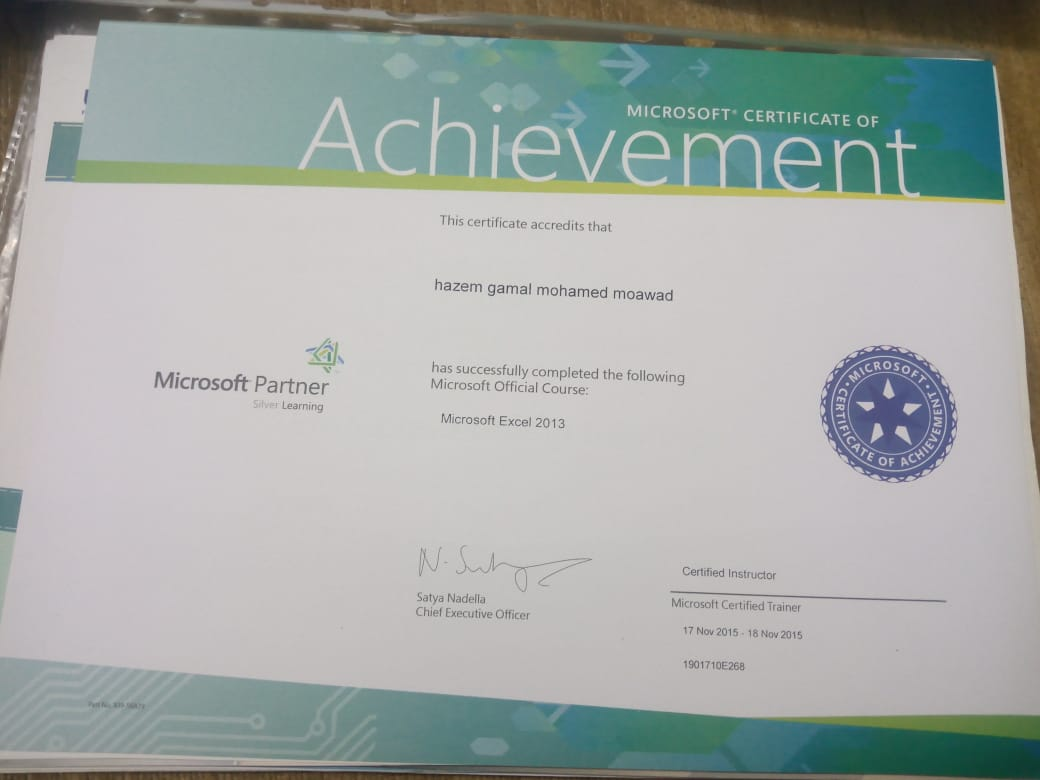 MICROSOFT® CERTIFICATE OF
Achievement
This certificate accredits that
hazem gamal mohamed moawad
Microsoft Partner
Silver Learning
has successfully completed the following
Microsoft Official Course:
Microsoft Excel 2013
MICROSOFT
CERTIFICATE OF ACHIEVEMENT
Satya Nadella
Chief Executive Officer
Certified Instructor
Microsoft Certified Trainer
17 Nov 2015 - 18 Nov 2015
1901710E268
Part No.